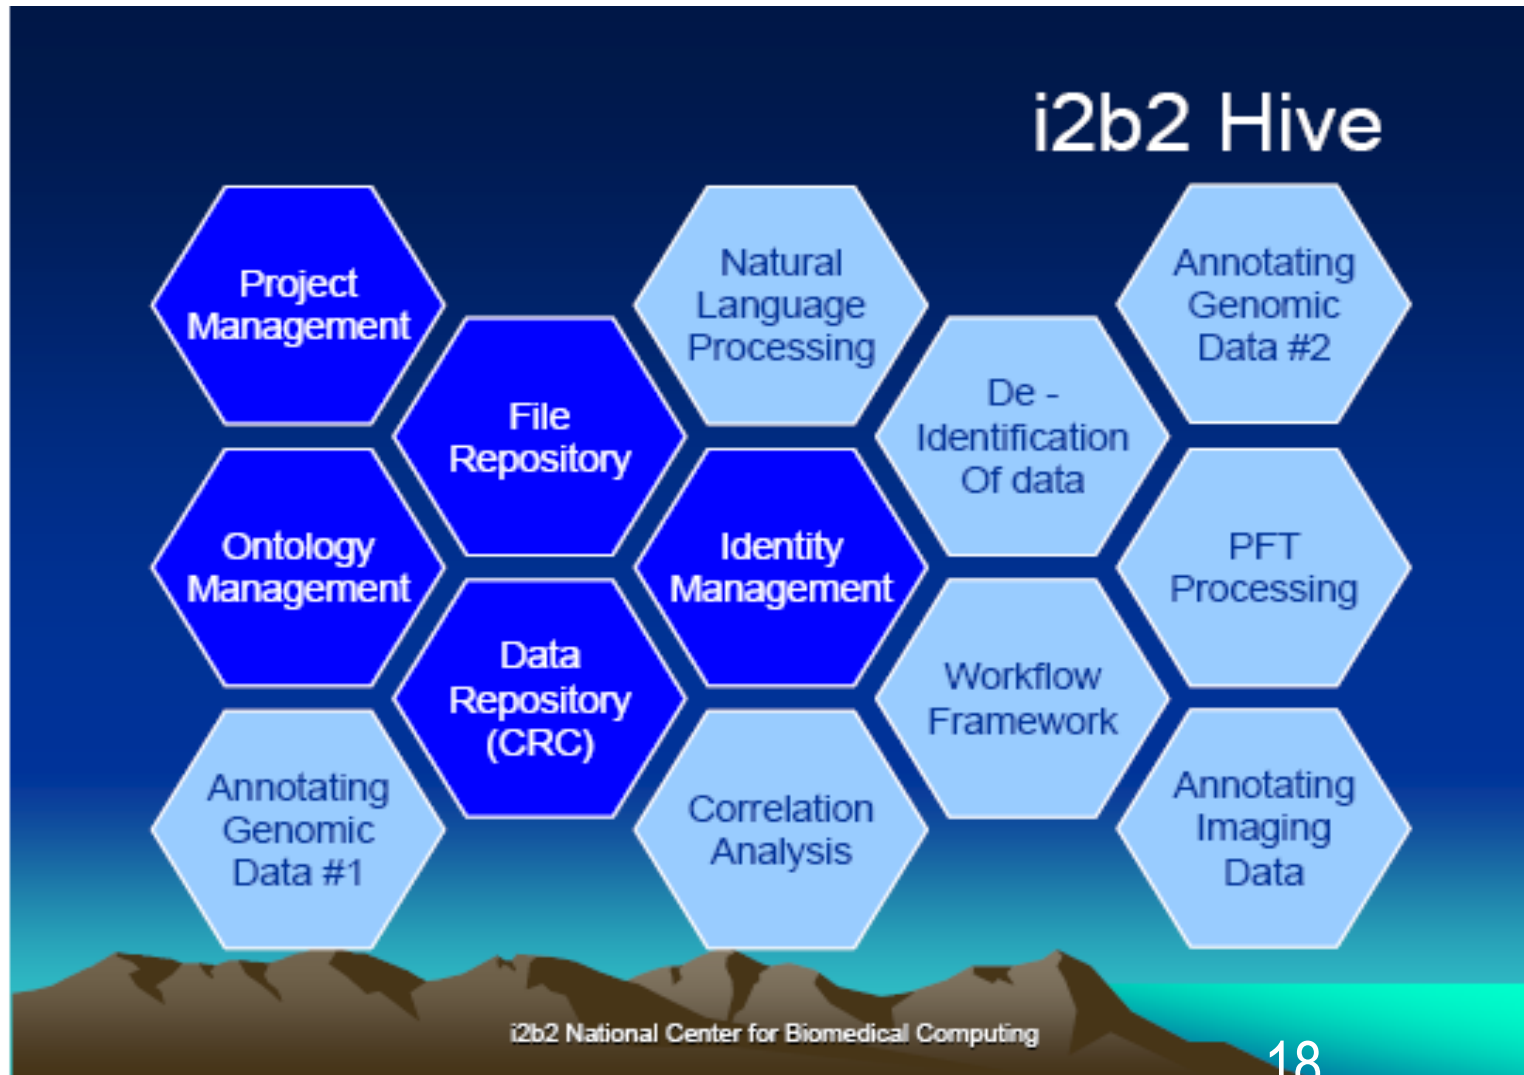 i2b2 Hive
Project
Management
File
Repository
Natural
Language
Processing
De -
Identification
Of data
Annotating
Genomic
Data #2
Ontology
Management
Data
Repository
(CRC)
Identity
Management
Workflow
Framework
PFT
Processing
Annotating
Genomic
Data #1
Correlation
Analysis
Annotating
Imaging
Data
i2b2 National Center for Biomedical Computing
18